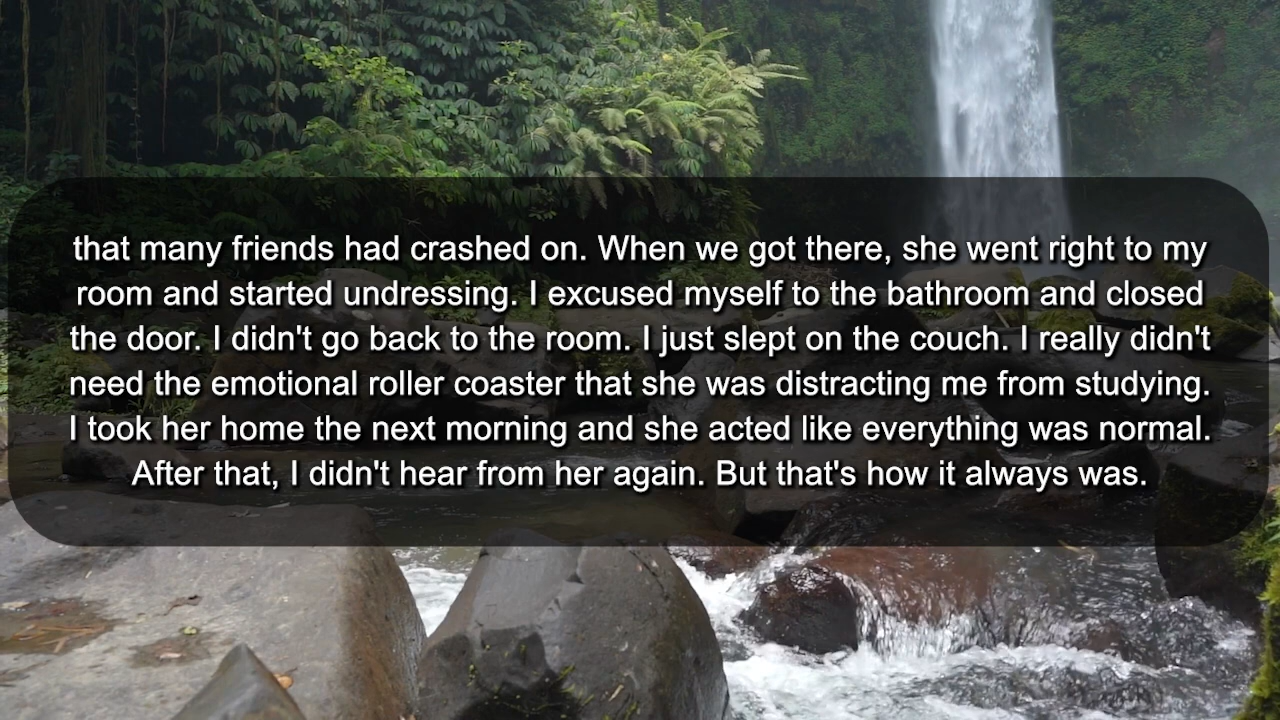 that many friends had crashed on. When we got there, she went right to my
room and started undressing. I excused myself to the bathroom and closed
the door. I didn't go back to the room. I just slept on the couch. I really didn't
need the emotional roller coaster that she was distracting me from studying.
I took her home the next morning and she acted like everything was normal.
After that, I didn't hear from her again. But that's how it always was.